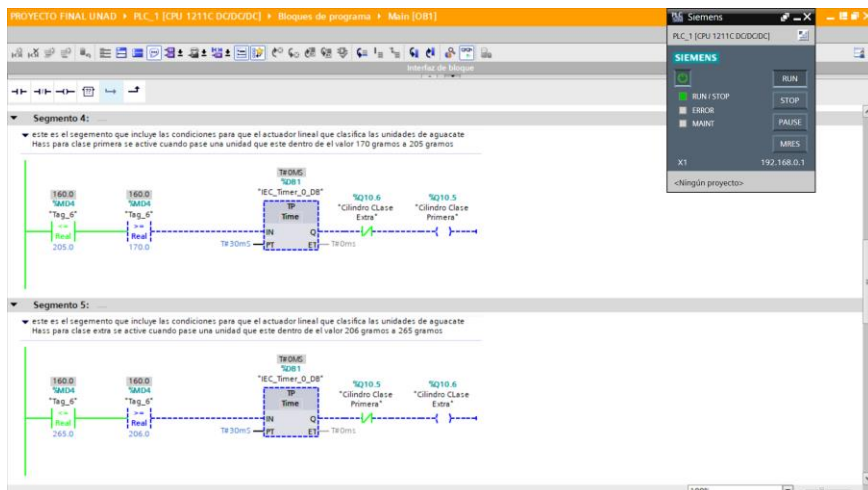 PROYECTO FINAL UNAD ▸ PLC_1 [CPU 1211C DC/DC/DC] ▸ Bloques de programa ▸ Main [OB1]
Interfaz de bloque
Siemens
PLC_1 [CPU 1211C DC/DC/DC]
SIEMENS
RUN
RUN / STOP
STOP
ERROR
MAINT
PAUSE
MRES
X1
192.168.0.1
<Ningún proyecto>
Segmento 4: ....
este es el segemento que incluye las condiciones para que el actuador lineal que clasifica las unidades de aguacate
Hass para clase primera se active cuando pase una unidad que este dentro de el valor 170 gramos a 205 gramos
T#0MS
%DB1
"IEC_Timer_0_DB"
160.0
%MD4
"Tag_6"
<=
Real
205.0
160.0
%MD4
"Tag_6"
>=
Real
170.0
TP
Time
IN
Q
T#30mS
PT
ET
T#0ms
%Q10.6
"Cilindro CLase
Extra"
%Q10.5
"Cilindro Clase
Primera"
Segmento 5: ....
este es el segemento que incluye las condiciones para que el actuador lineal que clasifica las unidades de aguacate
Hass para clase extra se active cuando pase una unidad que este dentro de el valor 206 gramos a 265 gramos
T#0MS
%DB1
"IEC_Timer_0_DB"
160.0
%MD4
"Tag_6"
<=
Real
265.0
160.0
%MD4
"Tag_6"
>=
Real
206.0
TP
Time
IN
Q
T#30mS
PT
ET
T#0ms
%Q10.5
"Cilindro Clase
Primera"
%Q10.6
"Cilindro CLase
Extra"
100%